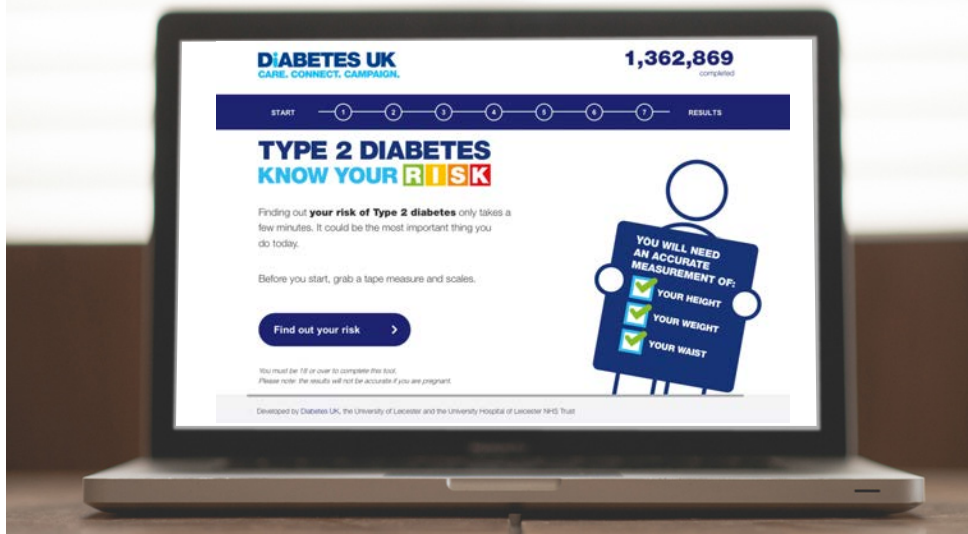 DiABETES UK
CARE. CONNECT. CAMPAIGN.
1,362,869
completed
START 1 2 3 4 5 6 7 RESULTS
TYPE 2 DIABETES
KNOW YOUR RISK
Finding out your risk of Type 2 diabetes only takes a
few minutes. It could be the most important thing you
do today.
Before you start, grab a tape measure and scales.
Find out your risk >
You must be 18 or over to complete this tool.
Please note: the results will not be accurate if you are pregnant.
YOU WILL NEED
AN ACCURATE
MEASUREMENT OF:
YOUR HEIGHT
YOUR WEIGHT
YOUR WAIST
Developed by Diabetes UK, the University of Leicester and the University Hospital of Leicester NHS Trust